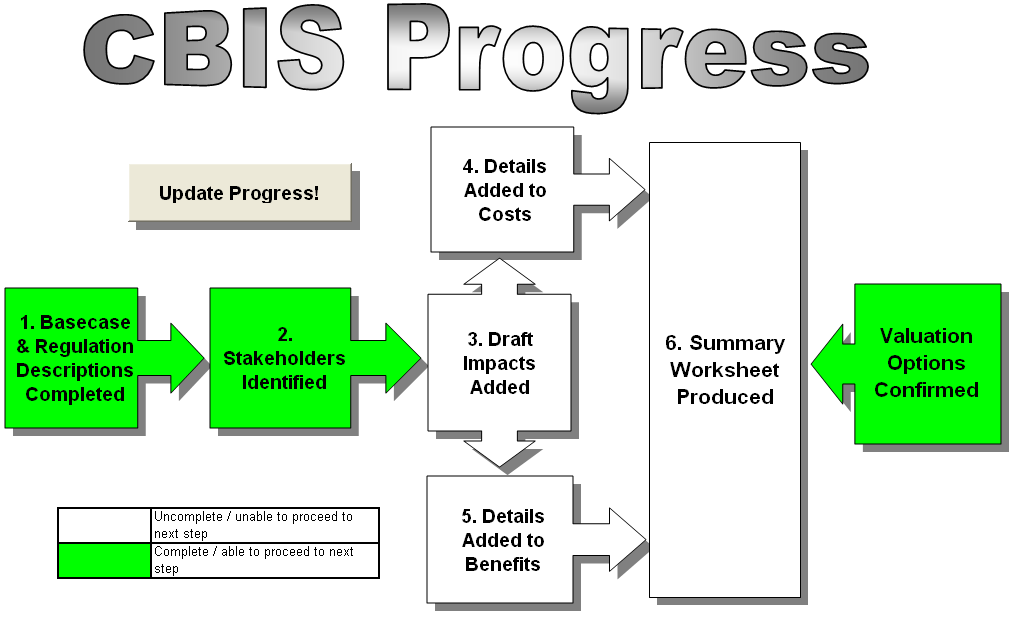 CBIS Progress
Update Progress!
1. Basecase
& Regulation
Descriptions
Completed
2.
Stakeholders
Identified
3. Draft
Impacts
Added
4. Details
Added to
Costs
5. Details
Added to
Benefits
6. Summary
Worksheet
Produced
Valuation
Options
Confirmed
Uncomplete / unable to proceed to
next step
Complete / able to proceed to next
step